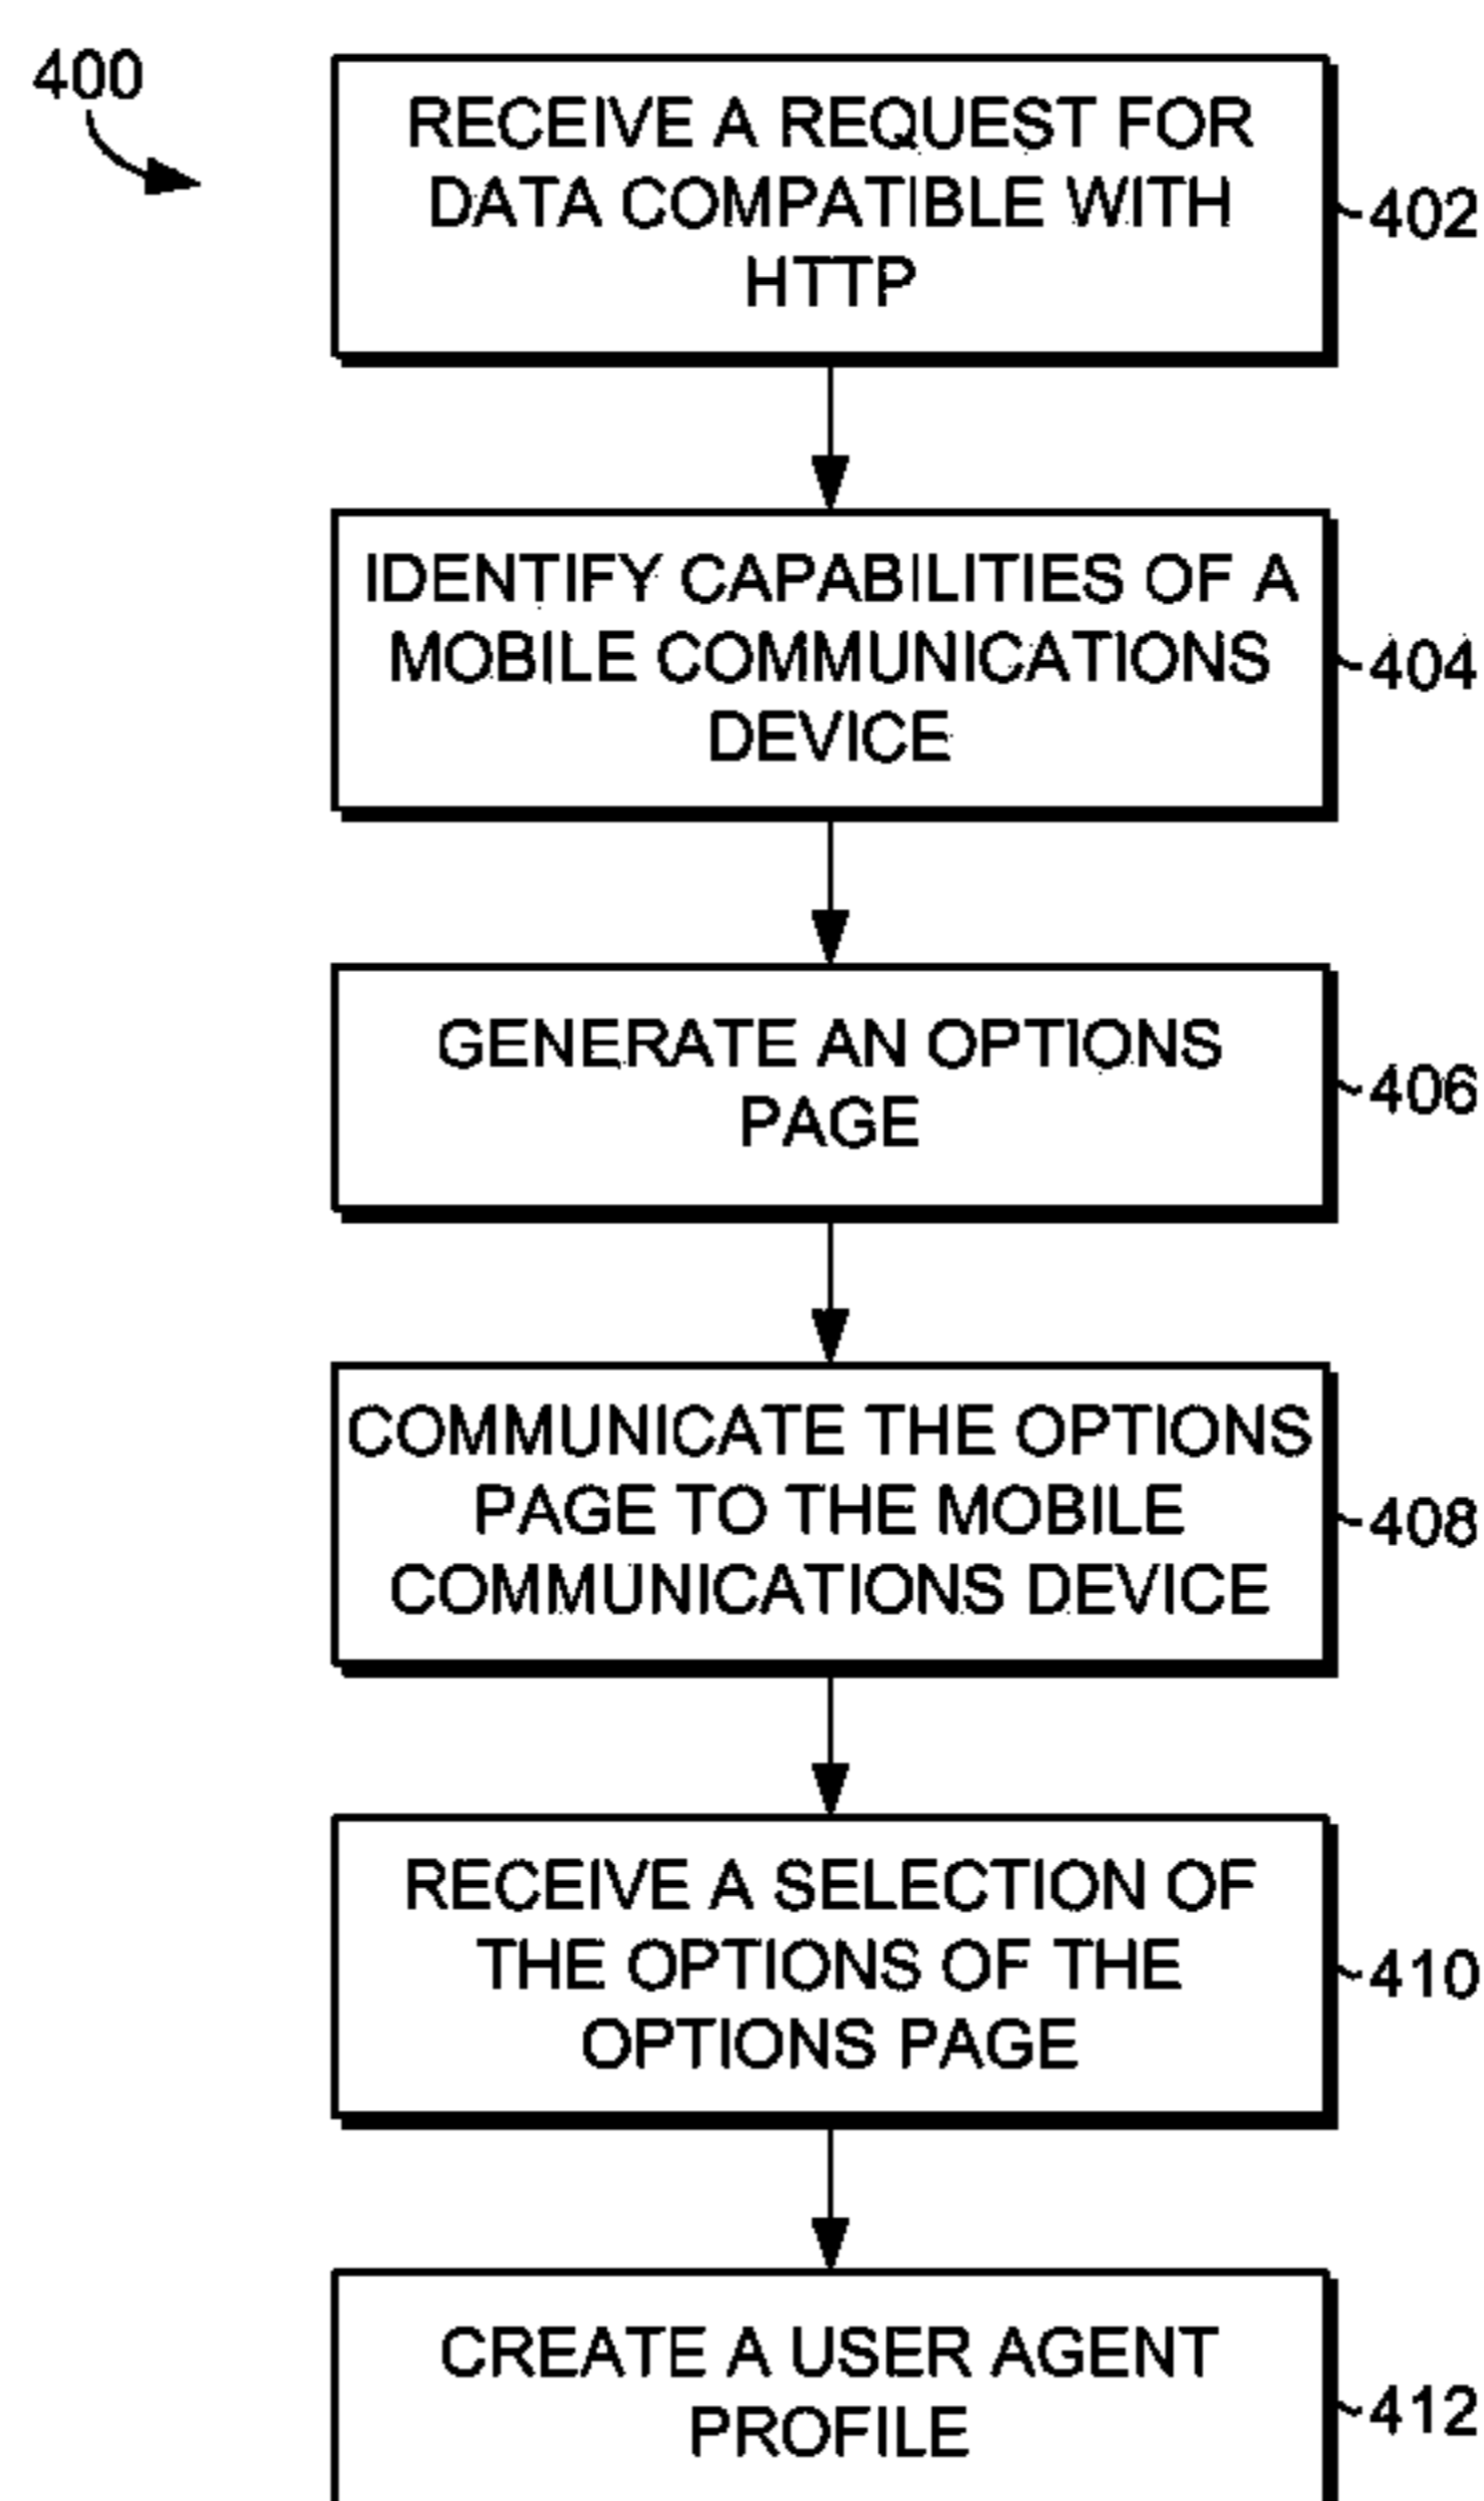 400
RECEIVE A REQUEST FOR
DATA COMPATIBLE WITH
HTTP
402
IDENTIFY CAPABILITIES OF A
MOBILE COMMUNICATIONS
DEVICE
404
GENERATE AN OPTIONS
PAGE
406
COMMUNICATE THE OPTIONS
PAGE TO THE MOBILE
COMMUNICATIONS DEVICE
408
RECEIVE A SELECTION OF
THE OPTIONS OF THE
OPTIONS PAGE
410
CREATE A USER AGENT
PROFILE
412